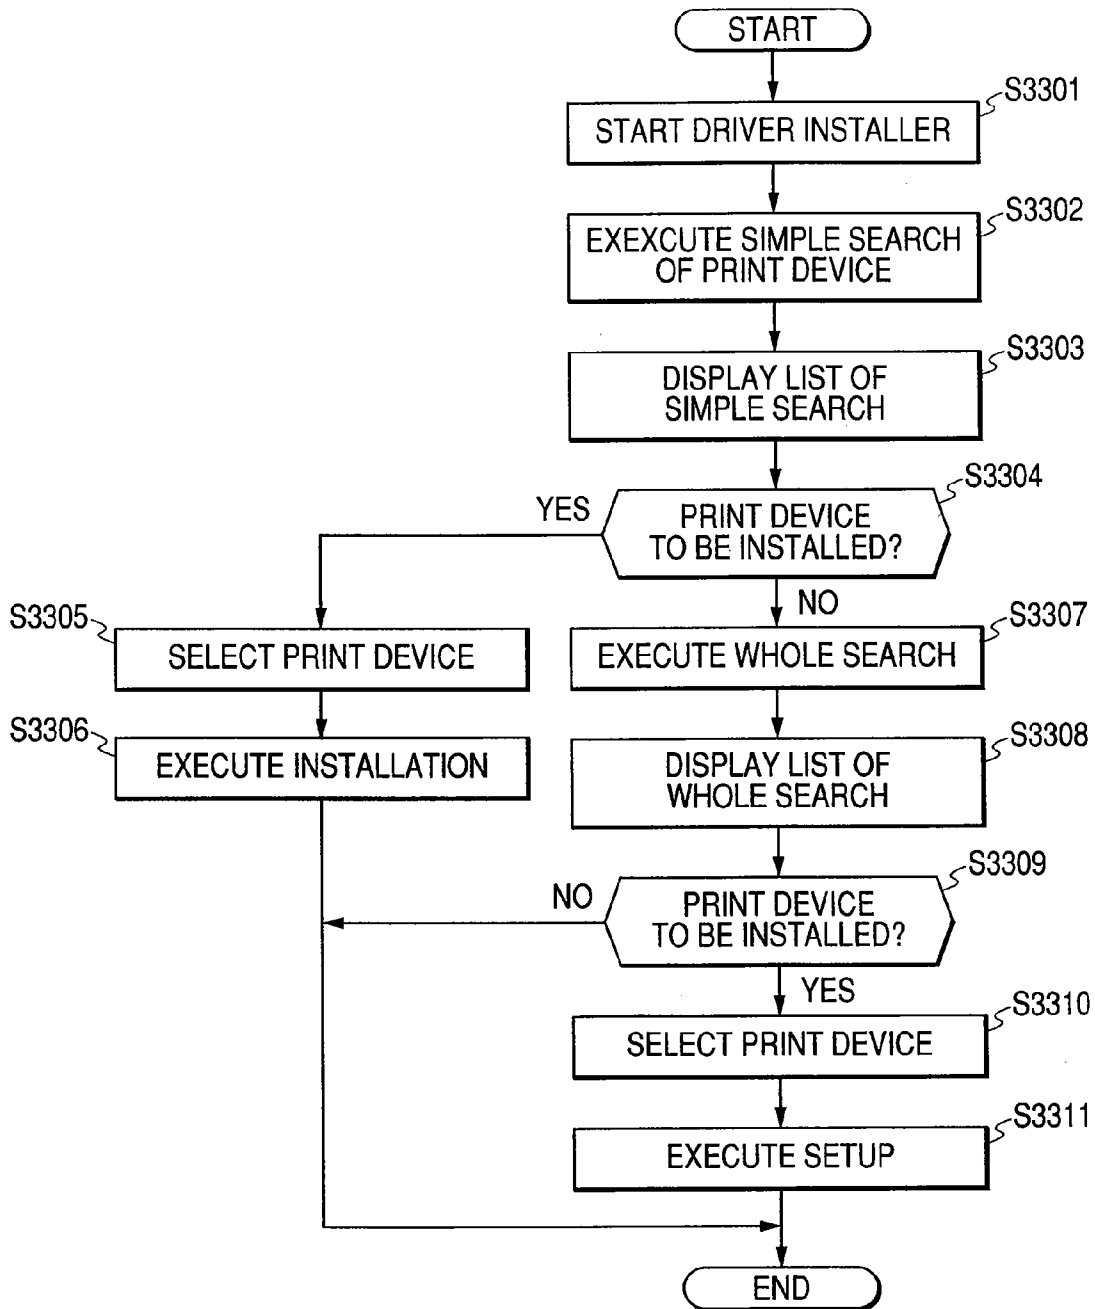 START
S3301
START DRIVER INSTALLER
S3302
EXEXCUTE SIMPLE SEARCH
OF PRINT DEVICE
S3303
DISPLAY LIST OF
SIMPLE SEARCH
S3304
PRINT DEVICE
TO BE INSTALLED?
YES
NO
S3305
SELECT PRINT DEVICE
S3306
EXECUTE INSTALLATION
S3307
EXECUTE WHOLE SEARCH
S3308
DISPLAY LIST OF
WHOLE SEARCH
S3309
PRINT DEVICE
TO BE INSTALLED?
NO
YES
S3310
SELECT PRINT DEVICE
S3311
EXECUTE SETUP
END